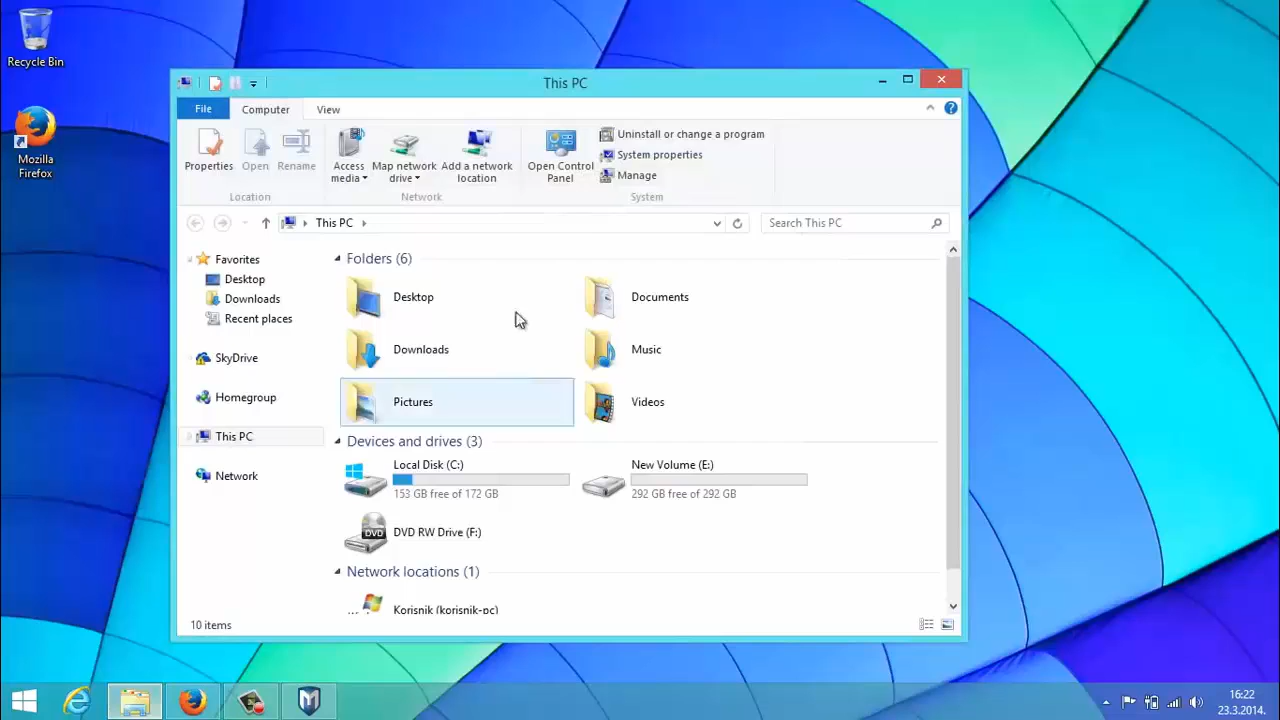 Recycle Bin
Mozilla
Firefox
This PC
File
Computer
View
Properties
Open
Rename
Access
media
Map network
drive
Add a network
location
Open Control
Panel
Uninstall or change a program
System properties
Manage
Location
Network
System
This PC
Search This PC
Favorites
Desktop
Downloads
Recent places
SkyDrive
Homegroup
This PC
Network
Folders (6)
Desktop
Documents
Downloads
Music
Pictures
Videos
Devices and drives (3)
Local Disk (C:)
153 GB free of 172 GB
New Volume (E:)
292 GB free of 292 GB
DVD
DVD RW Drive (F:)
Network locations (1)
Korisnik (korisnik-pc)
10 items
16:22
23.3.2014.